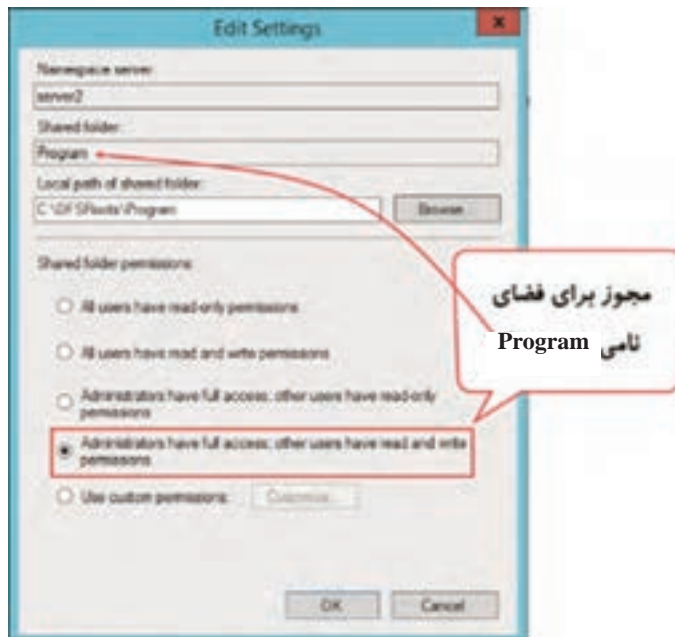 Edit Settings
Namespace server:
server2
Shared folder:
Program
Local path of shared folder:
C:\DFSRoots\Program
Browse...
Shared folder permissions:
All users have read-only permissions
All users have read and write permissions
Administrators have full access; other users have read-only
permissions
Administrators have full access; other users have read and write
permissions
Use custom permissions:
Customize...
OK
Cancel
مجوز برای فضای
نامی Program